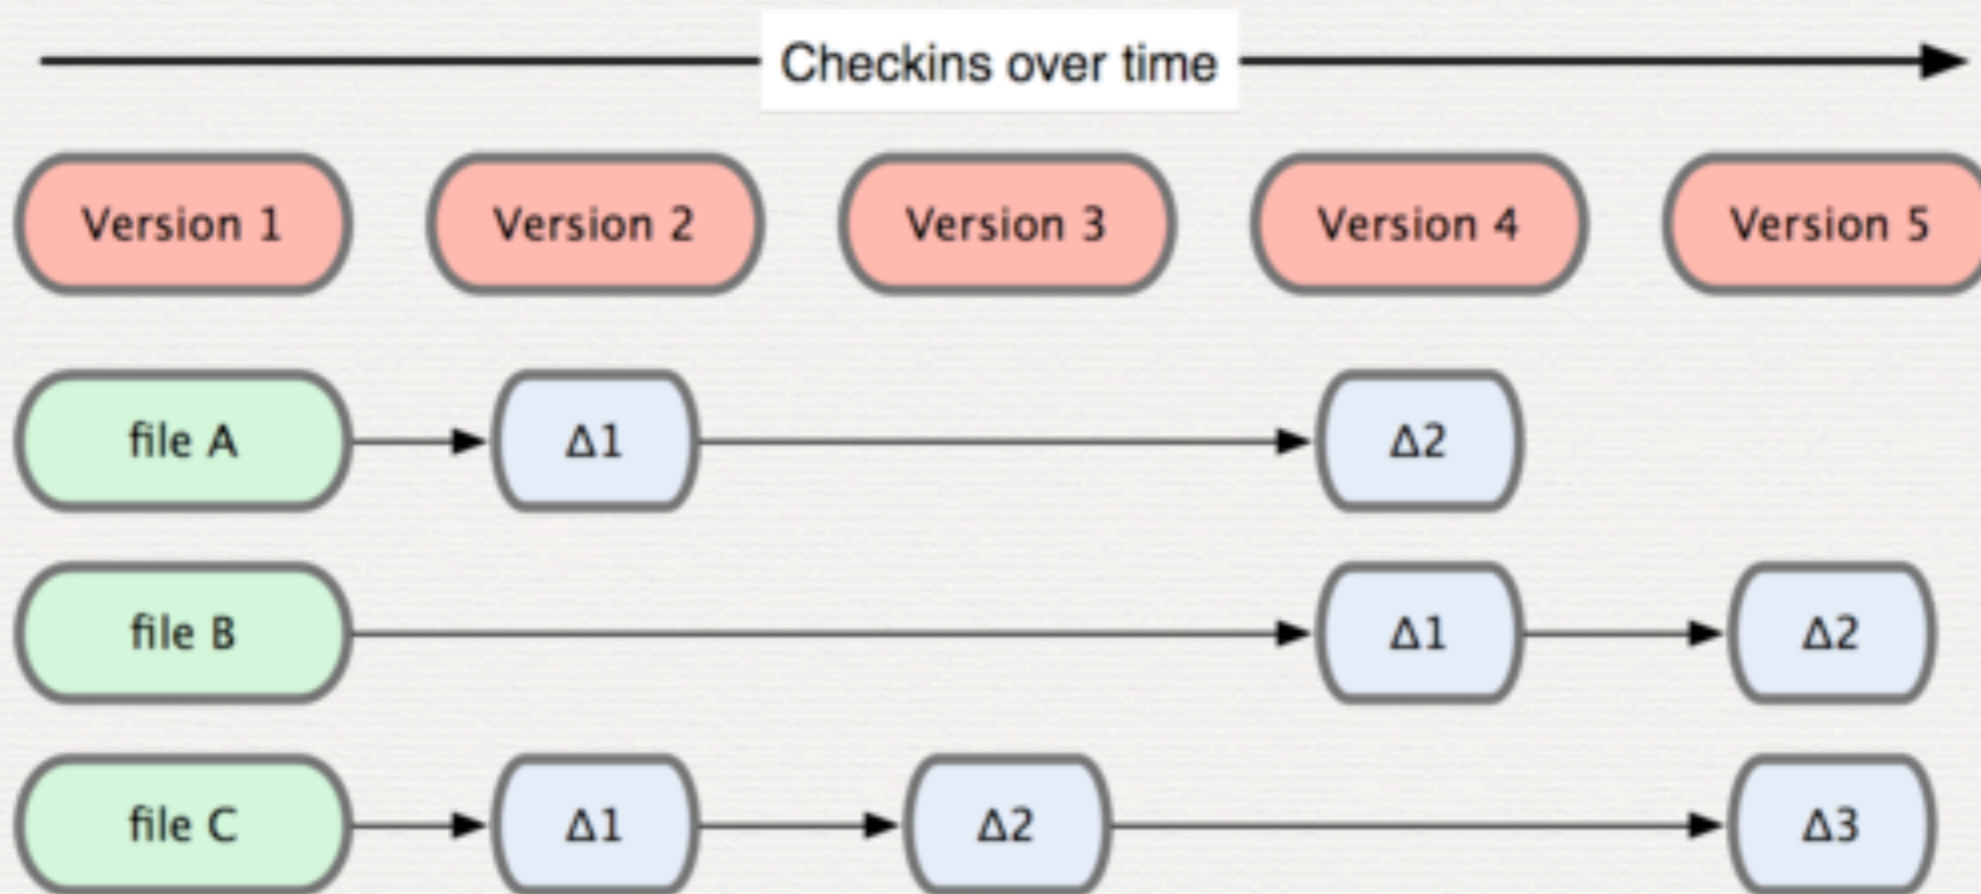 Checkins over time
Version 1 Version 2 Version 3 Version 4 Version 5
file A Δ1 Δ2
file B Δ1 Δ2
file C Δ1 Δ2 Δ3